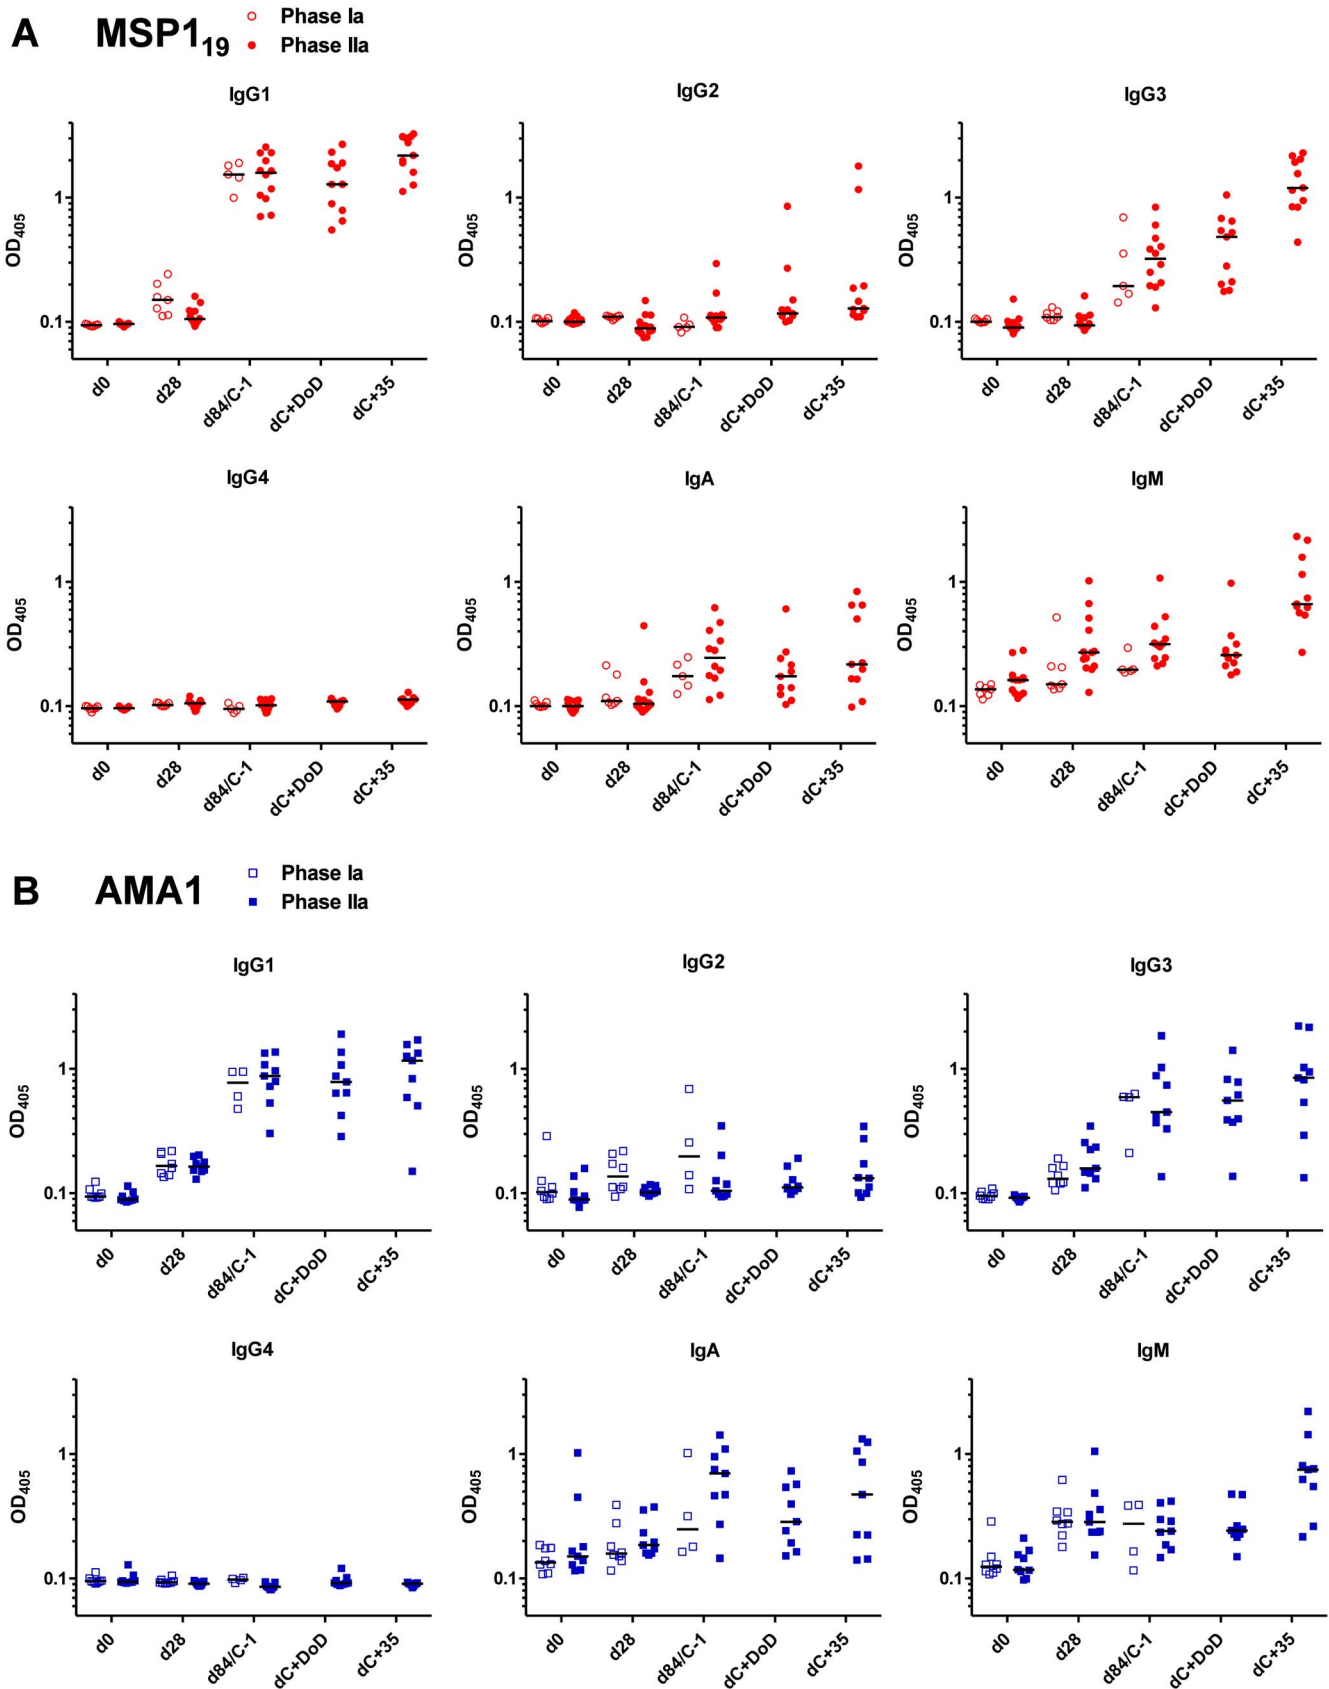 A MSP1₁₉
Phase Ia
Phase IIa
IgG1
IgG2
IgG3
OD₄₀₅
1
0.1
d0 d28 d84/C-1 dC+DoD dC+35
OD₄₀₅
1
0.1
d0 d28 d84/C-1 dC+DoD dC+35
OD₄₀₅
1
0.1
d0 d28 d84/C-1 dC+DoD dC+35
IgG4
IgA
IgM
OD₄₀₅
1
0.1
d0 d28 d84/C-1 dC+DoD dC+35
OD₄₀₅
1
0.1
d0 d28 d84/C-1 dC+DoD dC+35
OD₄₀₅
1
0.1
d0 d28 d84/C-1 dC+DoD dC+35
B AMA1
Phase Ia
Phase IIa
IgG1
IgG2
IgG3
OD₄₀₅
1
0.1
d0 d28 d84/C-1 dC+DoD dC+35
OD₄₀₅
1
0.1
d0 d28 d84/C-1 dC+DoD dC+35
OD₄₀₅
1
0.1
d0 d28 d84/C-1 dC+DoD dC+35
IgG4
IgA
IgM
OD₄₀₅
1
0.1
d0 d28 d84/C-1 dC+DoD dC+35
OD₄₀₅
1
0.1
d0 d28 d84/C-1 dC+DoD dC+35
OD₄₀₅
1
0.1
d0 d28 d84/C-1 dC+DoD dC+35